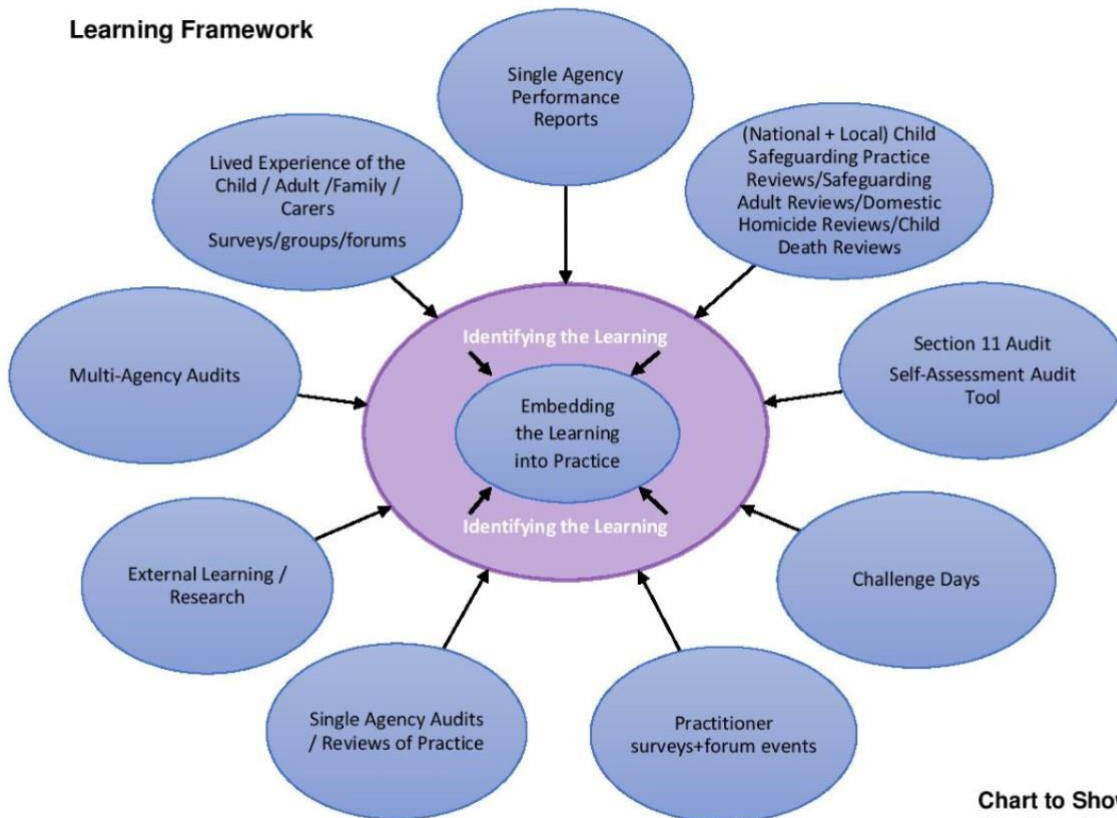 Learning Framework
Single Agency
Performance
Reports
(National + Local) Child
Safeguarding Practice
Reviews/Safeguarding
Adult Reviews/Domestic
Homicide Reviews/Child
Death Reviews
Lived Experience of the
Child / Adult /Family /
Carers
Surveys/groups/forums
Identifying the Learning
Section 11 Audit
Self-Assessment Audit
Tool
Multi-Agency Audits
Embedding
the Learning
into Practice
Identifying the Learning
External Learning /
Research
Challenge Days
Single Agency Audits
/ Reviews of Practice
Practitioner
surveys+forum events
Chart to Show